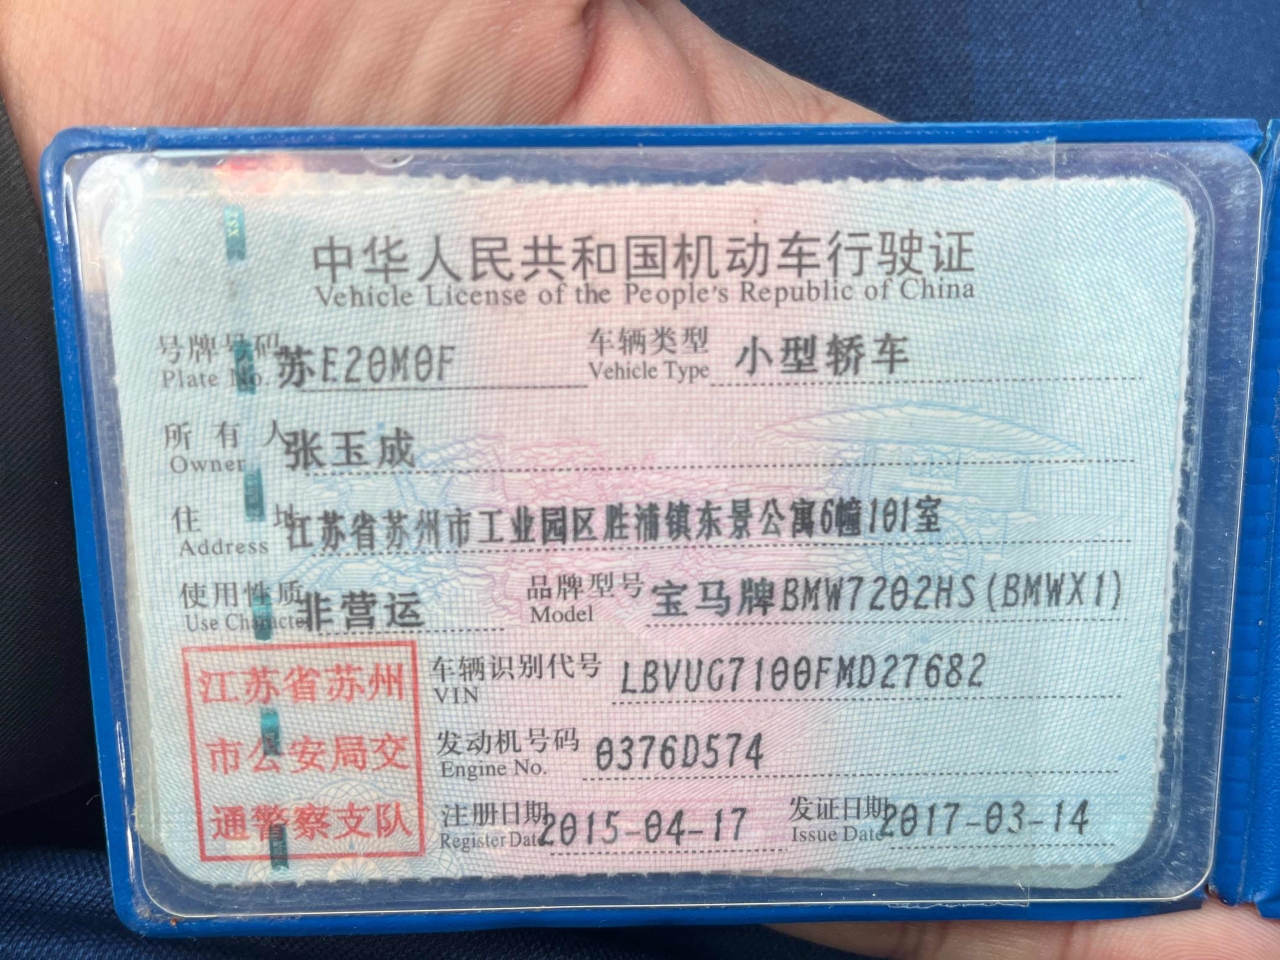 中华人民共和国机动车行驶证
Vehicle License of the People's Republic of China
号牌号码 苏E20M0F 车辆类型 小型轿车
Plate No. Vehicle Type
所有人 张玉成
Owner
住址 江苏省苏州市工业园区胜浦镇东景公寓6幢101室
Address
使用性质 非营运 品牌型号 宝马牌BMW7202HS(BMWX1)
Use Character Model
车辆识别代号 LBVUG7100FMD27682
VIN
发动机号码 0376D574
Engine No.
注册日期 2015-04-17 发证日期 2017-03-14
Register Date Issue Date
江苏省苏州
市公安局交
通警察支队